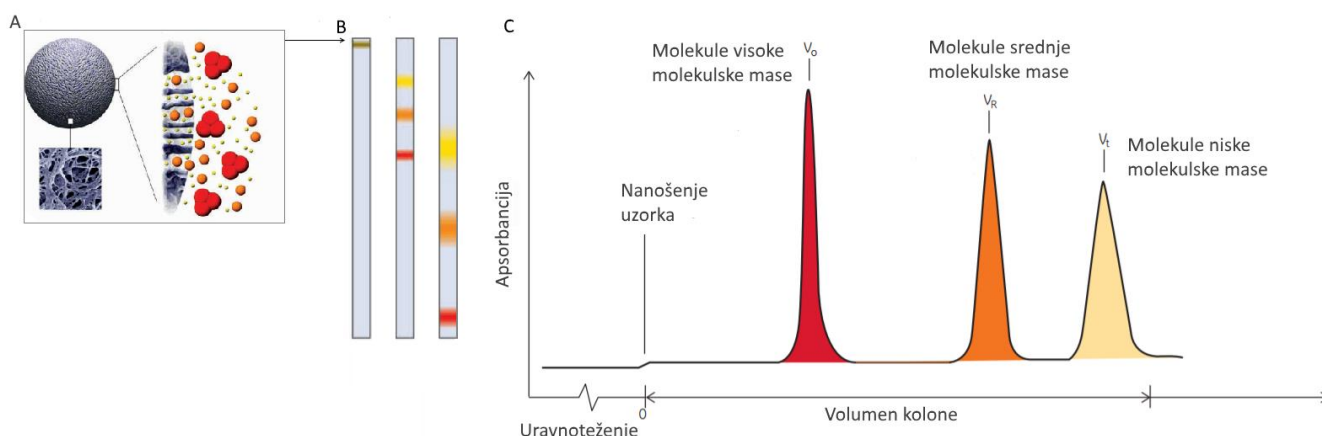 A
B
C
Molekule visoke
molekulske mase
Vo
Molekule srednje
molekulske mase
VR
Vt
Molekule niske
molekulske mase
Nanošenje
uzorka
Apsorbancija
0
Volumen kolone
Uravnoteženje